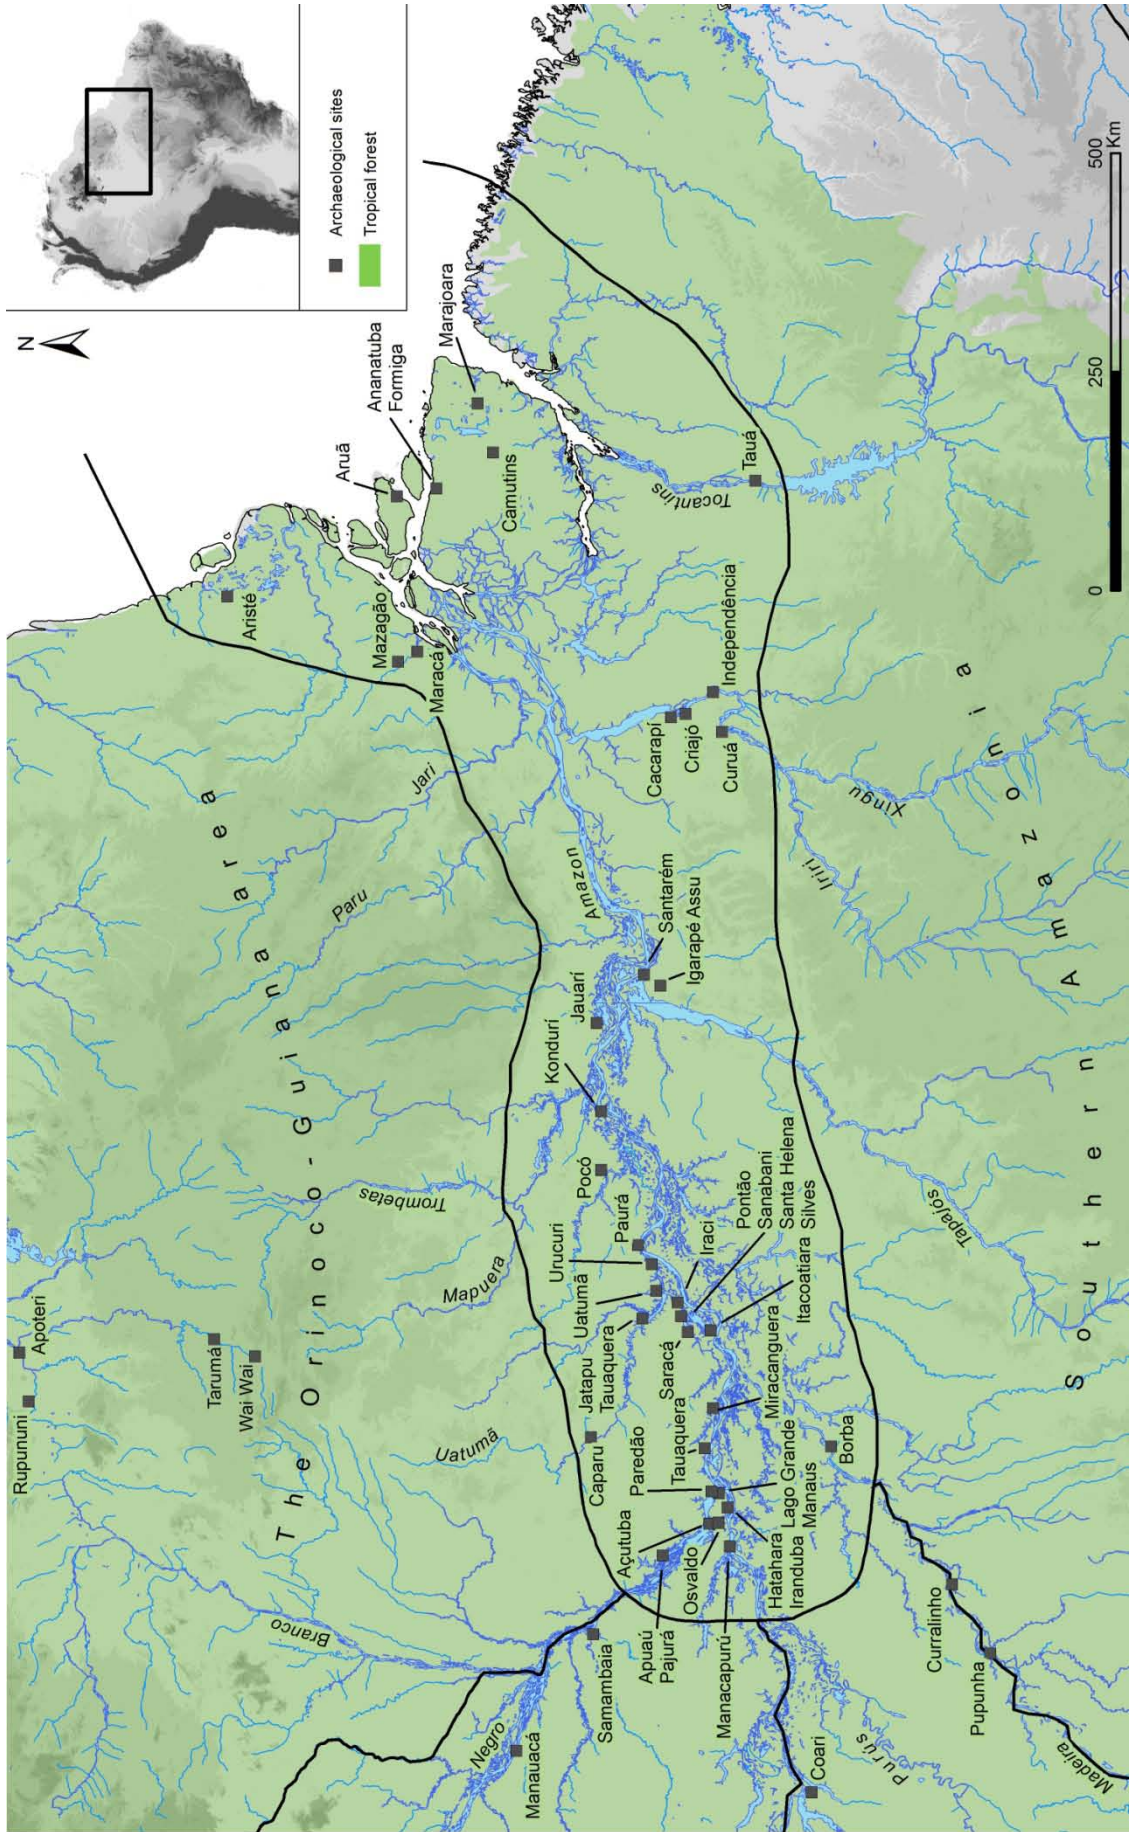 N
Archaeological sites
Tropical forest
Rupununi
Apoteri
Tarumá
Wai Wai
The Orinoco-Guiana area
Branco
Uatumã
Mapuera
Trombetas
Paru
Jari
Aristé
Mazagão
Maracá
Aruã
Ananatuba
Formiga
Marajoara
Camutins
Negro
Manauacá
Samambaia
Apuaú
Pajurá
Açutuba
Osvaldo
Manacapurú
Hatahara
Iranduba
Paredão
Lago Grande
Manaus
Caparu
Tauaquera
Miracanguera
Jatapu
Tauaquera
Uatumã
Urucuri
Paurá
Saracá
Iraci
Pontão
Sanabani
Santa Helena
Silves
Itacoatiara
Pocó
Konduri
Jauarí
Amazon
Santarém
Igarapé Assu
Cacarapí
Criajó
Curuá
Independência
Tocantins
Tauá
Borba
Coari
Purús
Curralinho
Pupunha
Madeira
Tapajós
Iriri
Xingu
Southern Amazonia
0
250
500
Km